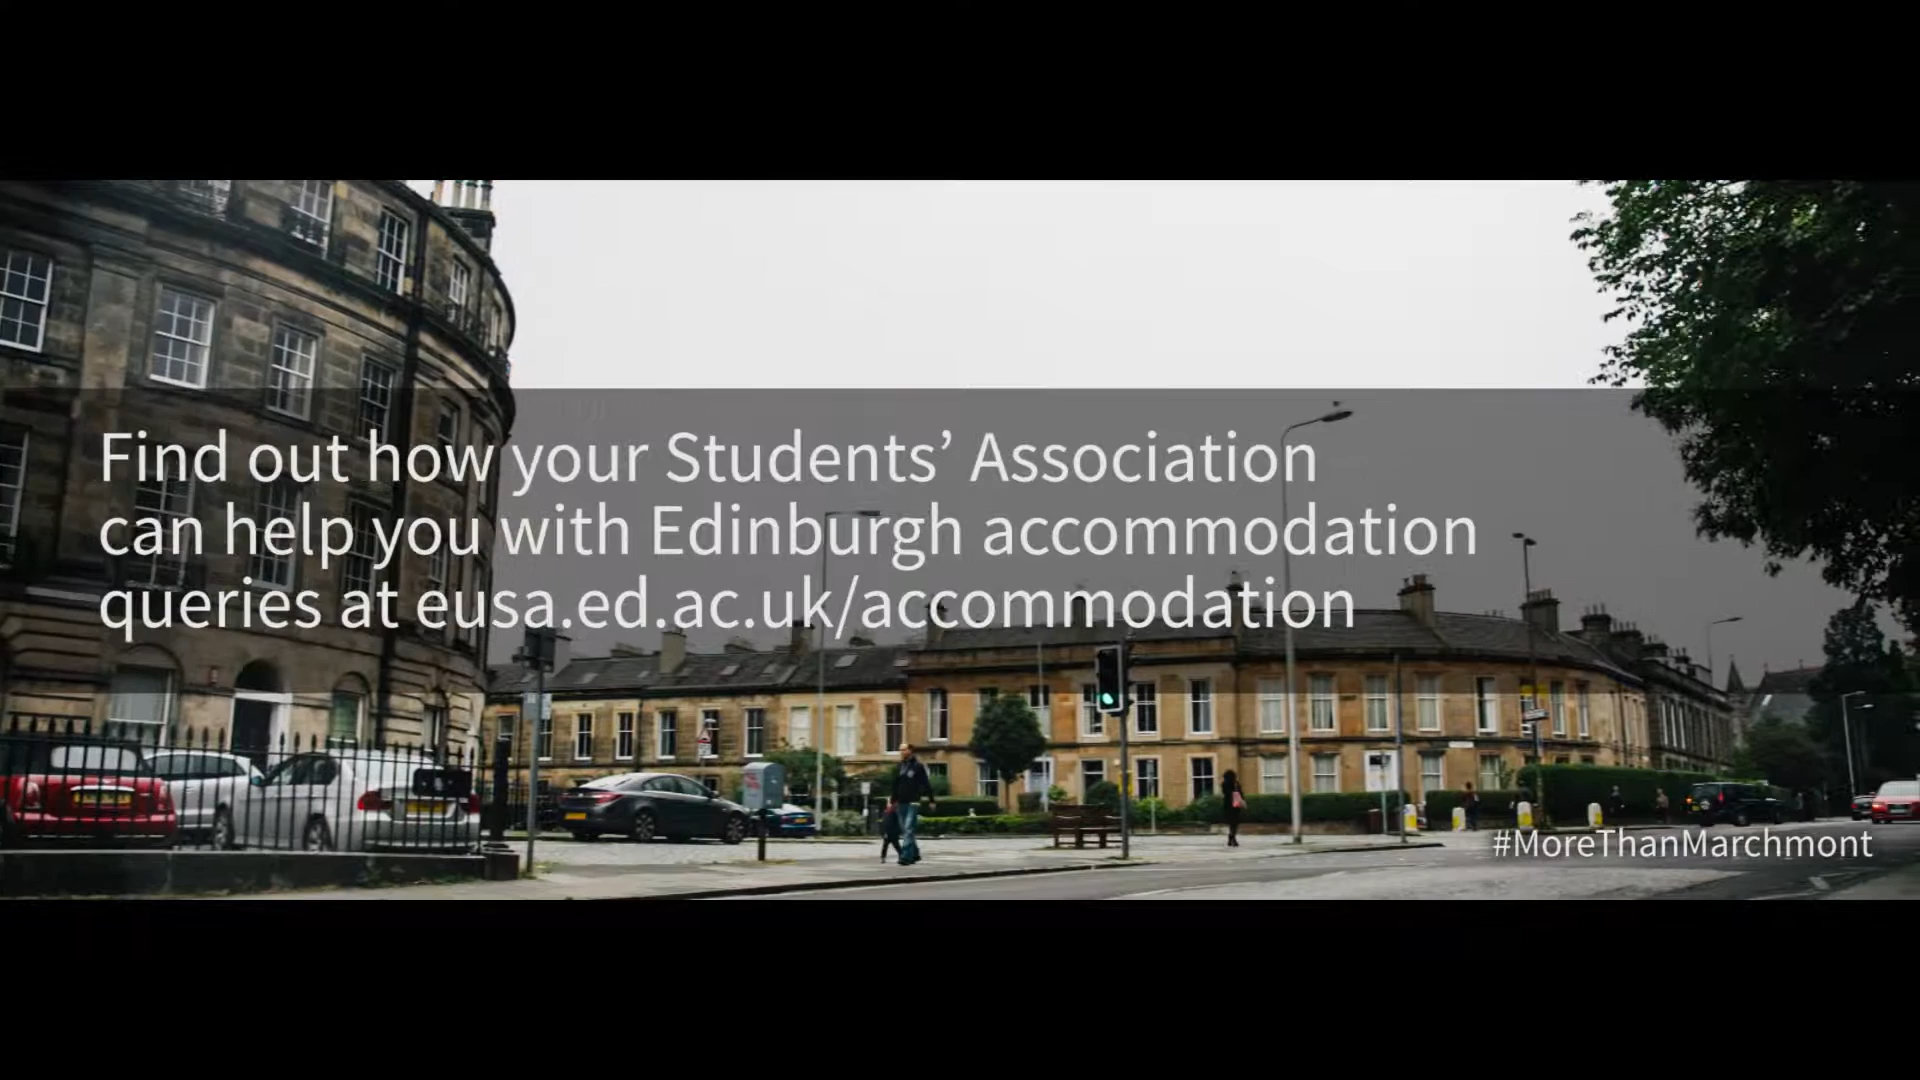 Find out how your Students’ Association
can help you with Edinburgh accommodation
queries at eusa.ed.ac.uk/accommodation
#MoreThanMarchmont